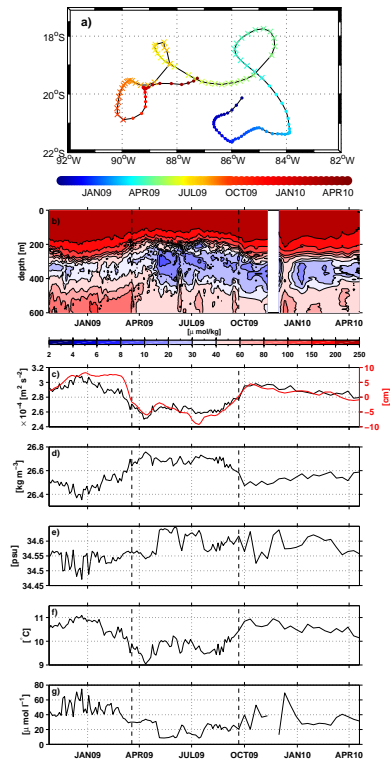 a)
18°S
20°S
22°S
92°W 90°W 88°W 86°W 84°W 82°W
JAN09 APR09 JUL09 OCT09 JAN10 APR10
b)
0
200
400
600
depth [m]
JAN09 APR09 JUL09 OCT09 JAN10 APR10
[μ mol/kg]
2 4 6 8 10 20 30 60 100 150 200 250
c)
3.2
3
2.8
2.6
2.4
× 10⁻⁴ [m² s⁻²]
10
5
0
−5
−10
[cm]
d)
26.8
26.6
26.4
[kg m⁻³]
e)
34.65
34.55
34.45
[psu]
f)
11
10
9
[°C]
g)
80
60
40
20
0
[μ mol l⁻¹]
JAN09 APR09 JUL09 OCT09 JAN10 APR10